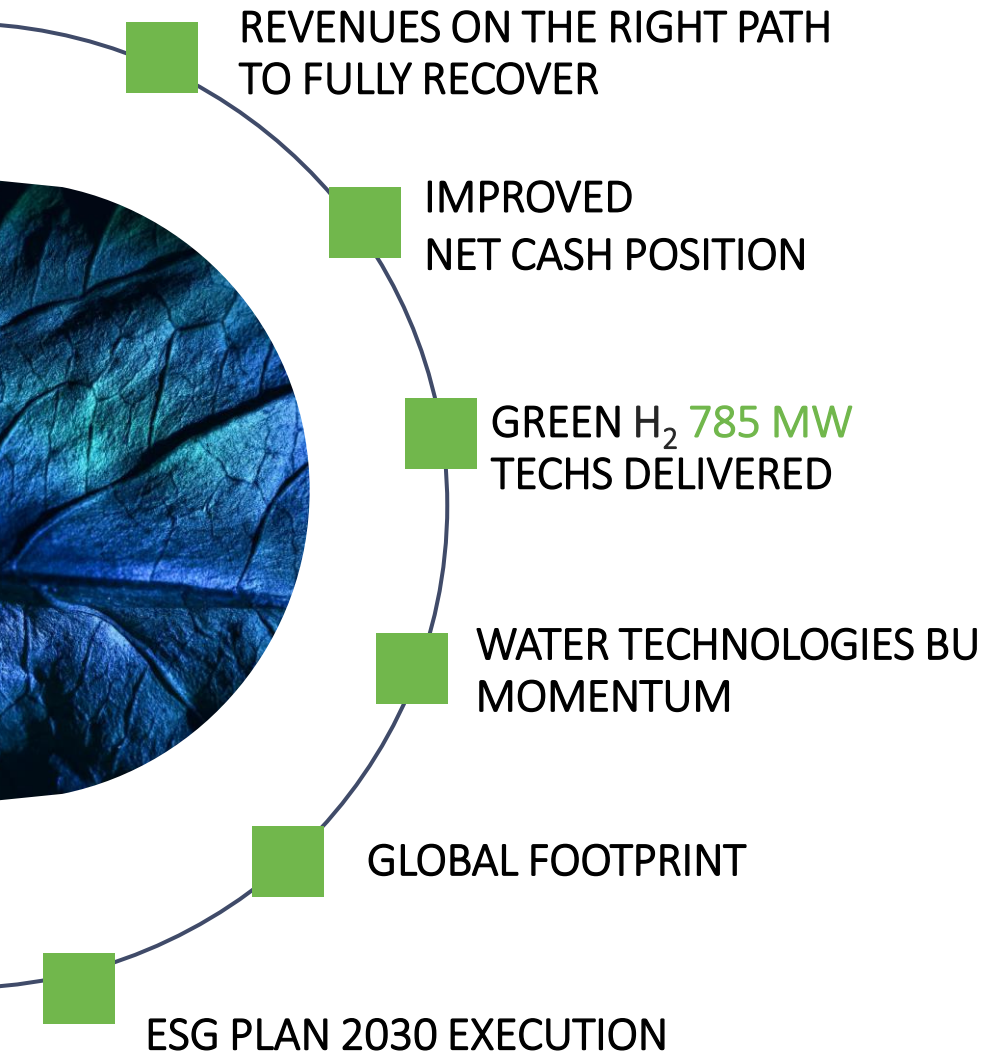 REVENUES ON THE RIGHT PATH
TO FULLY RECOVER
IMPROVED
NET CASH POSITION
GREEN H₂ 785 MW
TECHS DELIVERED
WATER TECHNOLOGIES BU
MOMENTUM
GLOBAL FOOTPRINT
ESG PLAN 2030 EXECUTION